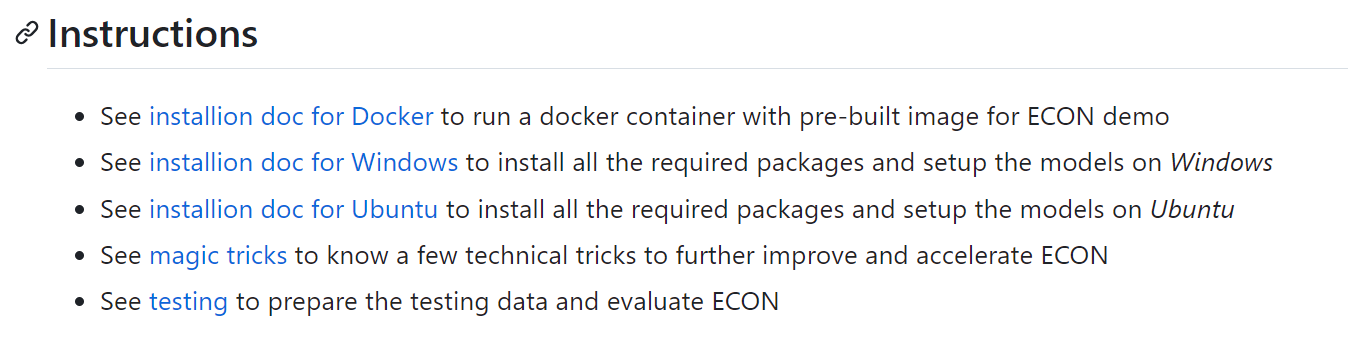 Instructions
See installion doc for Docker to run a docker container with pre-built image for ECON demo
See installion doc for Windows to install all the required packages and setup the models on Windows
See installion doc for Ubuntu to install all the required packages and setup the models on Ubuntu
See magic tricks to know a few technical tricks to further improve and accelerate ECON
See testing to prepare the testing data and evaluate ECON